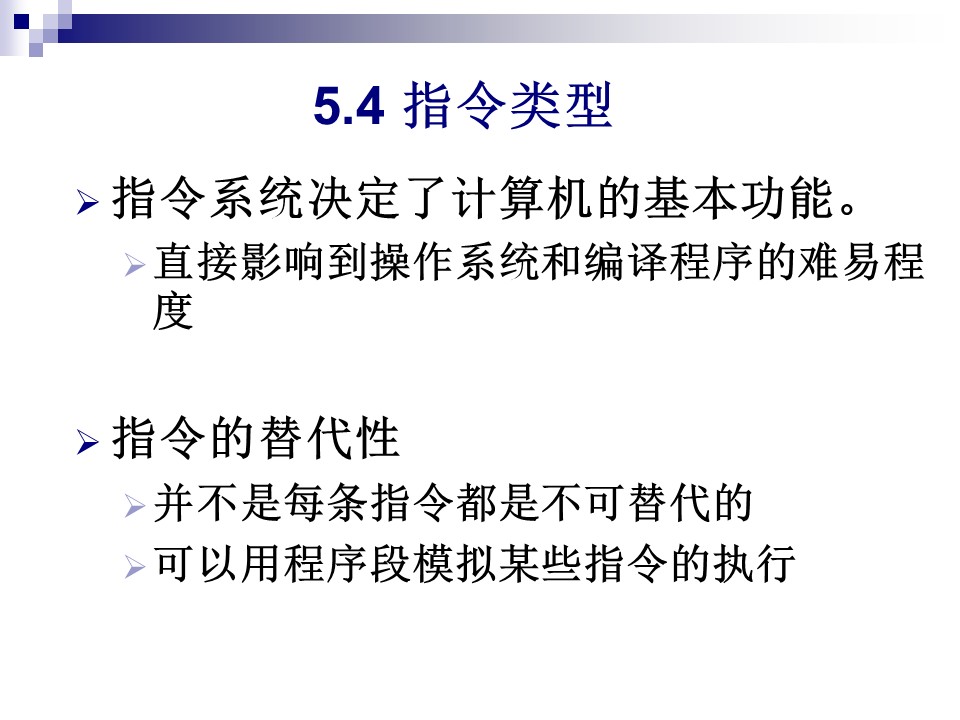 5.4 指令类型
指令系统决定了计算机的基本功能。
直接影响到操作系统和编译程序的难易程
度
指令的替代性
并不是每条指令都是不可替代的
可以用程序段模拟某些指令的执行